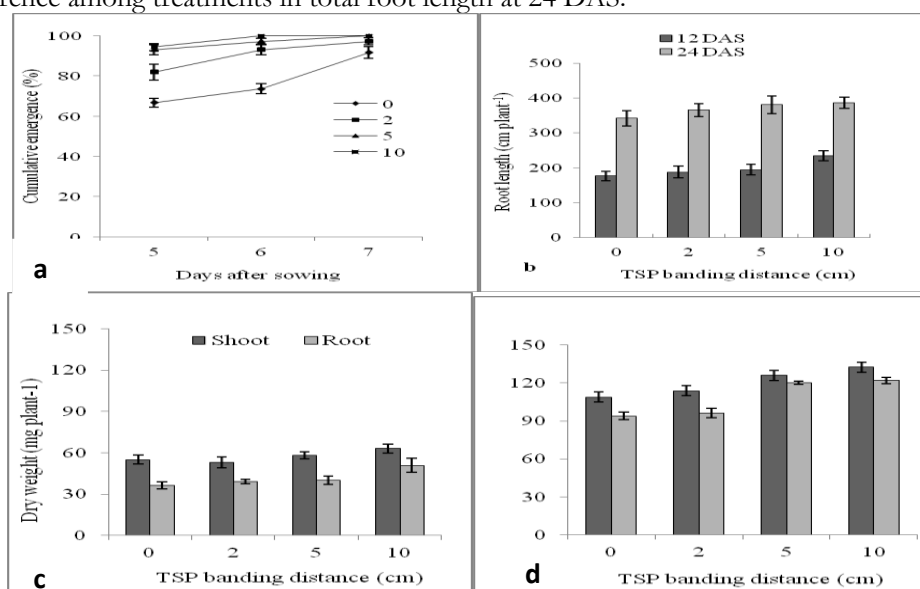 ference among treatments in total root length at 24 DAS.
100
80
60
40
20
0
Cumulative emergence (%)
0
2
5
10
5 6 7
Days after sowing
a
12 DAS
24 DAS
500
400
300
200
100
0
Root length (cm plant⁻¹)
0 2 5 10
TSP banding distance (cm)
b
150
120
90
60
30
0
Dry weight (mg plant-1)
Shoot Root
0 2 5 10
TSP banding distance (cm)
c
150
120
90
60
30
0
0 2 5 10
TSP banding distance (cm)
d